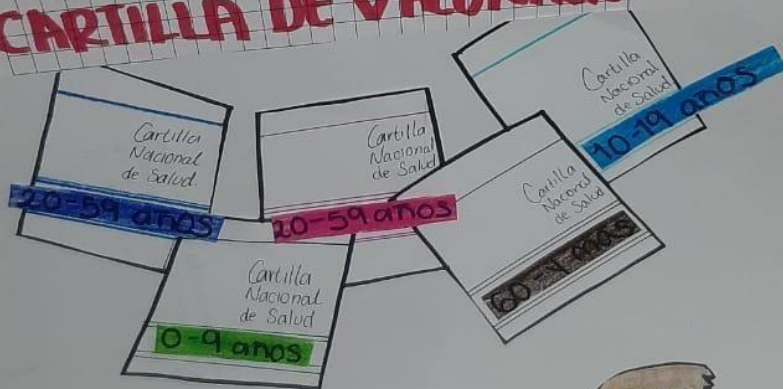 CARTILLA DE
Cartilla
Nacional
de Salud.
20-59 años
Cartilla
Nacional
de Salud
20-59 años
Cartilla
Nacional
de Salud
10-19 años
Cartilla
Nacional
de Salud
0-9 años
Cartilla
Nacional
de Salud
60-